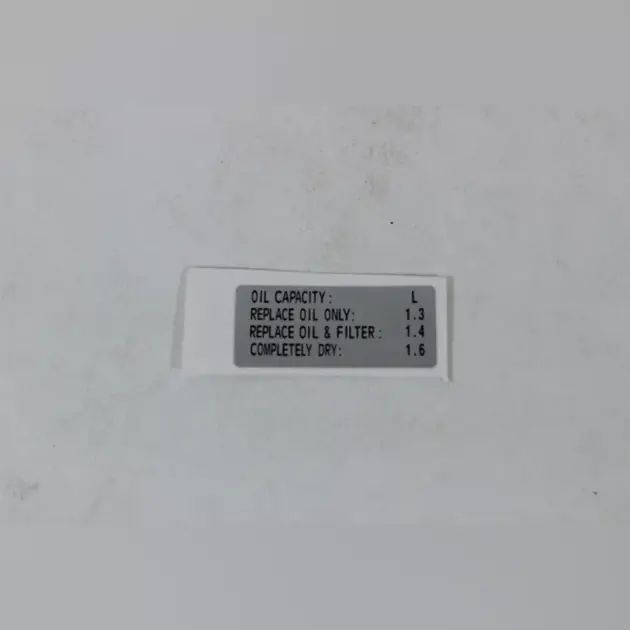 OIL CAPACITY: L
REPLACE OIL ONLY: 1.3
REPLACE OIL & FILTER: 1.4
COMPLETELY DRY: 1.6